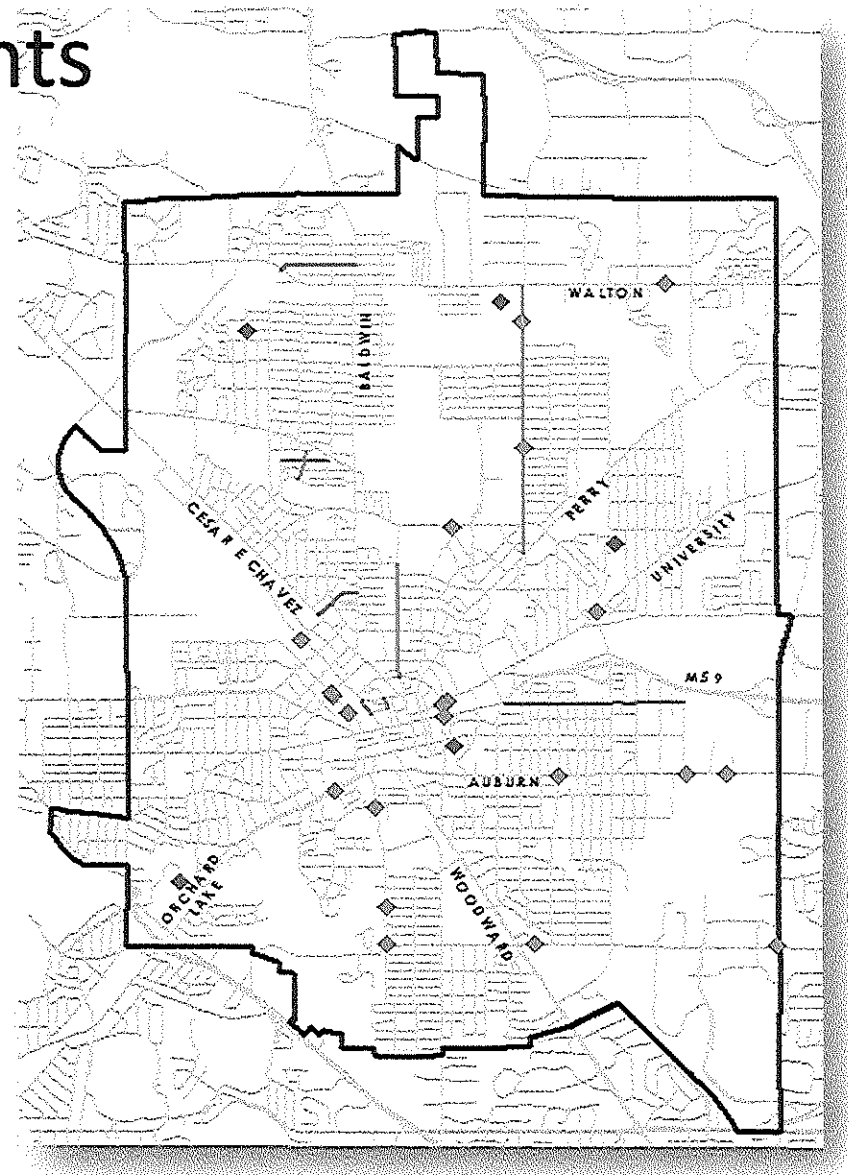 nts
WALTON
BALDWIN
PERRY
UNIVERSITY
CESAR E CHAVEZ
M59
AUBURN
ORCHARD
LAKE
WOODWARD